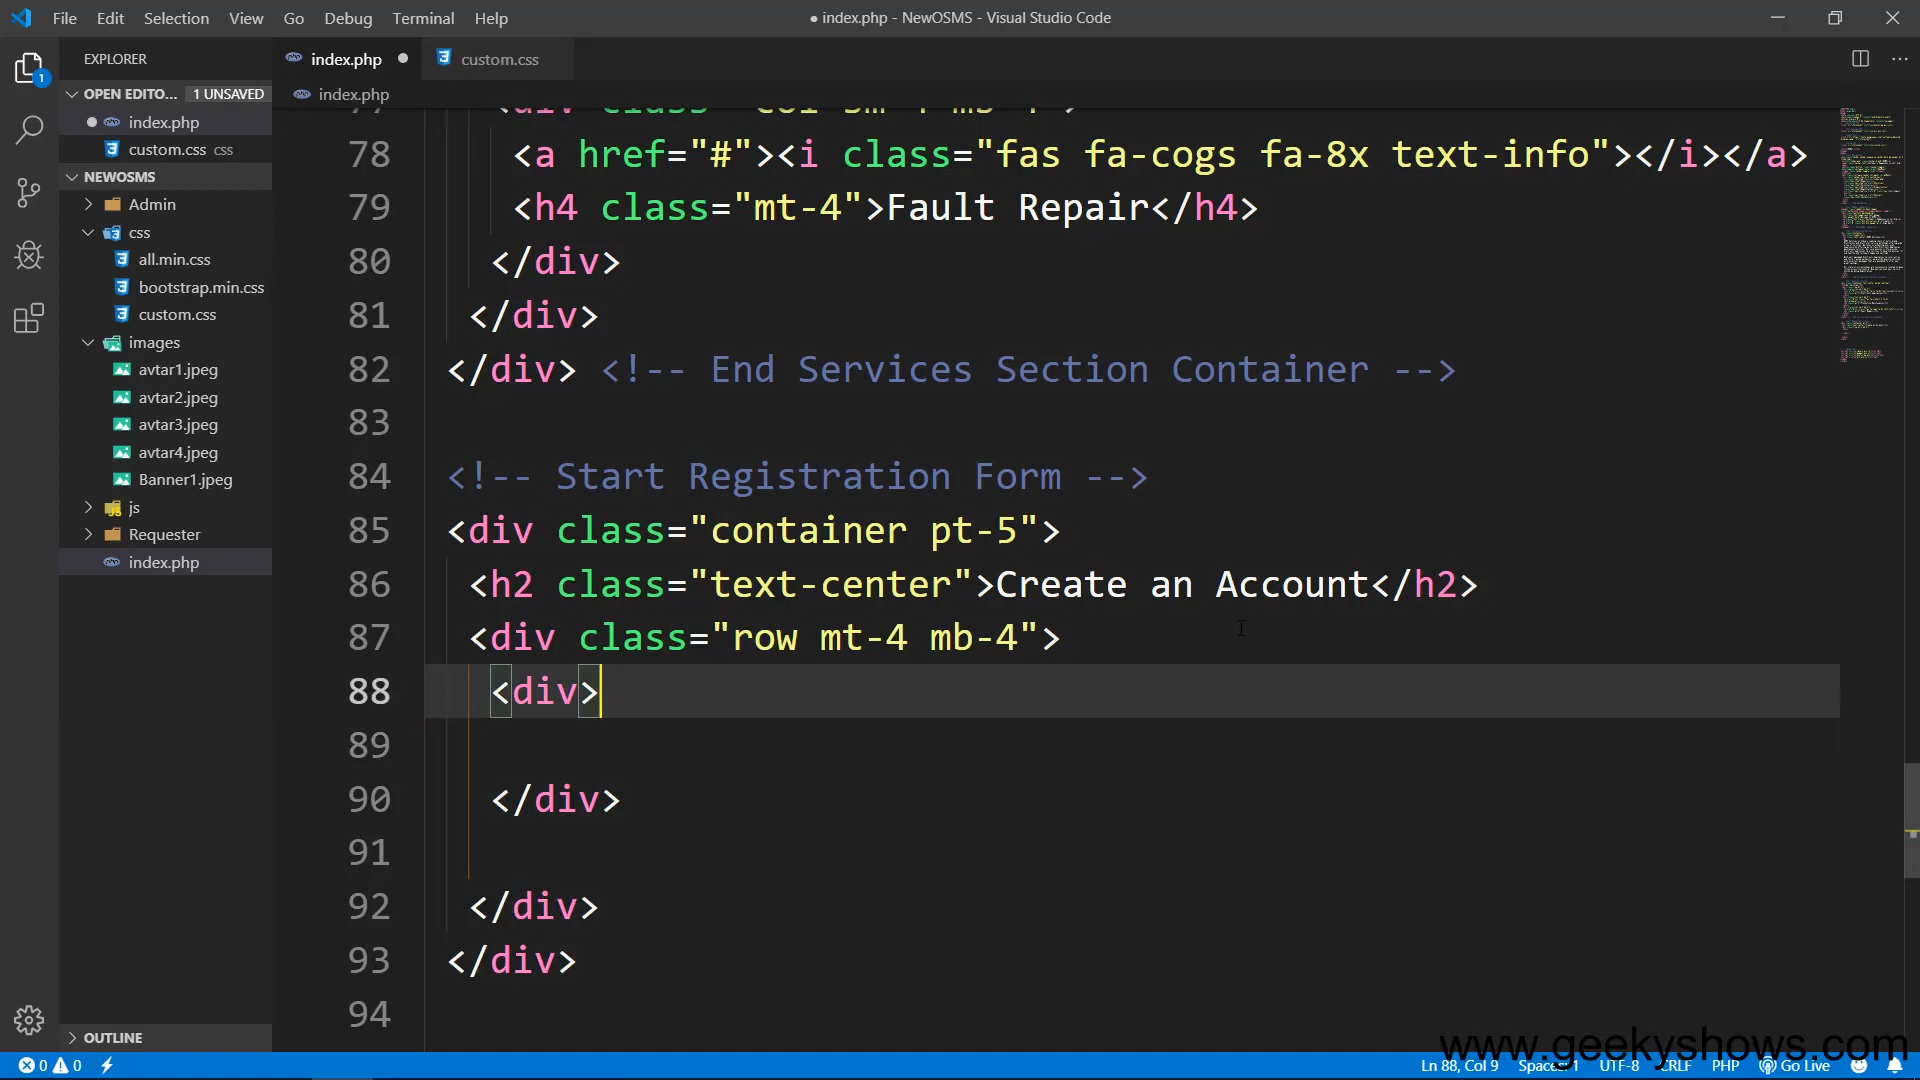 File Edit Selection View Go Debug Terminal Help
● index.php - NewOSMS - Visual Studio Code
EXPLORER
index.php
custom.css
OPEN EDITO... 1 UNSAVED
index.php
index.php
custom.css css
NEWOSMS
Admin
css
all.min.css
bootstrap.min.css
custom.css
images
avtar1.jpeg
avtar2.jpeg
avtar3.jpeg
avtar4.jpeg
Banner1.jpeg
js
Requester
index.php
OUTLINE
78 <a href="#"><i class="fas fa-cogs fa-8x text-info"></i></a>
79 <h4 class="mt-4">Fault Repair</h4>
80 </div>
81 </div>
82 </div> <!-- End Services Section Container -->
83
84 <!-- Start Registration Form -->
85 <div class="container pt-5">
86 <h2 class="text-center">Create an Account</h2>
87 <div class="row mt-4 mb-4">
88 <div>
89
90 </div>
91
92 </div>
93 </div>
94
www.geekyshows.com
0 0
Ln 88, Col 9 UTF-8 CRLF PHP Go Live